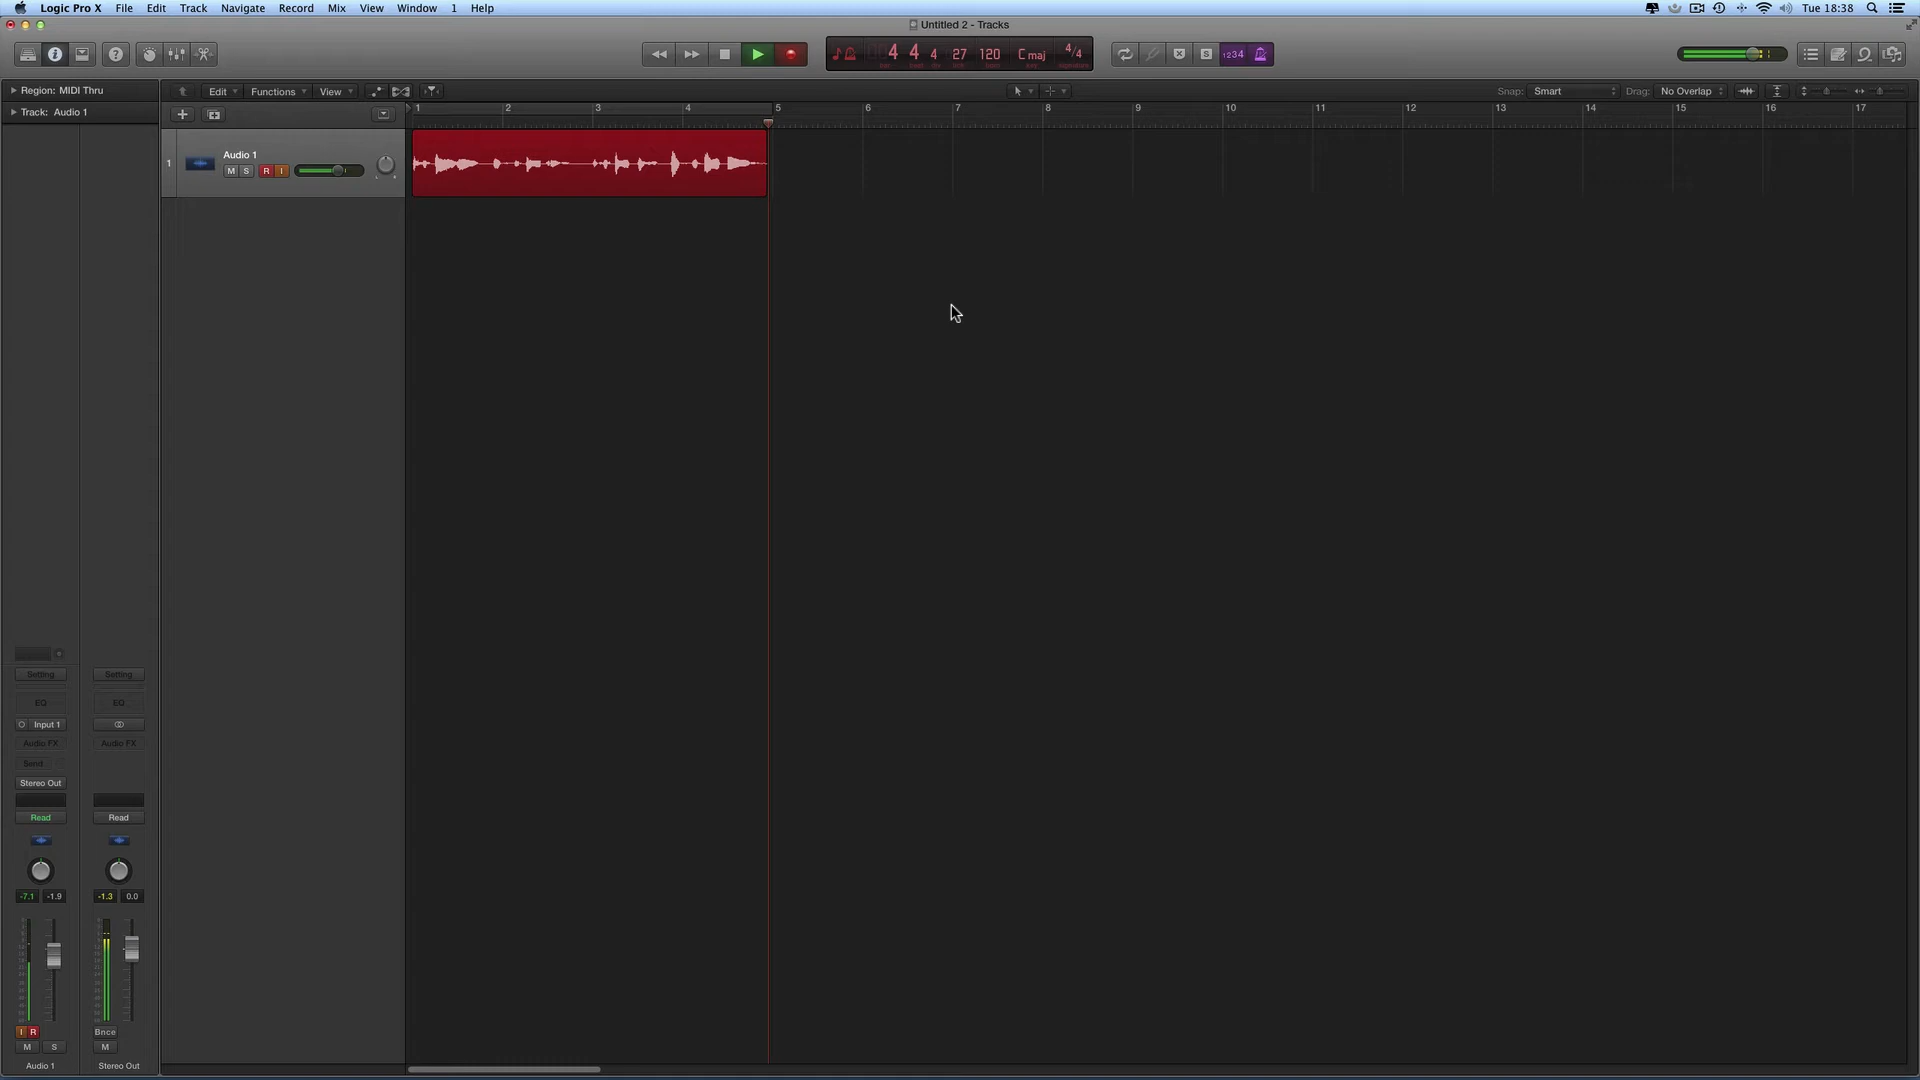 Logic Pro X File Edit Track Navigate Record Mix View Window 1 Help Tue 18:38
Untitled 2 - Tracks
4 4 4 27 120 C maj 4/4
S 1234
Region: MIDI Thru
Edit Functions View Snap: Smart Drag: No Overlap
Track: Audio 1
1 2 3 4 5 6 7 8 9 10 11 12 13 14 15 16 17
1 Audio 1
M S R I
Setting Setting
EQ EQ
Input 1
Audio FX Audio FX
Send
Stereo Out
Read Read
-7.1 -1.9 -1.3 0.0
I R Bnce
M S M
Audio 1 Stereo Out